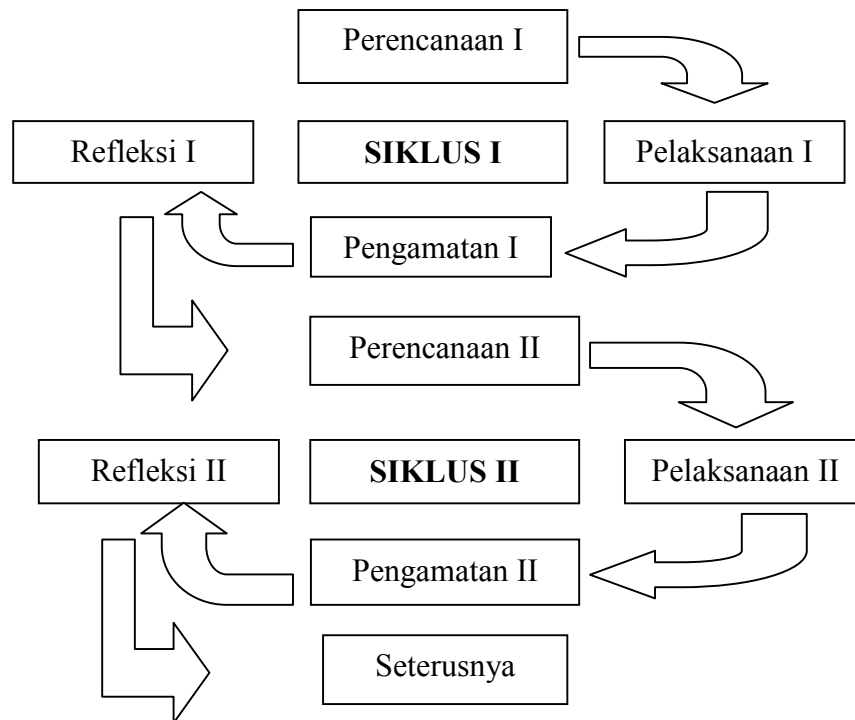 Perencanaan I
Refleksi I
SIKLUS I
Pelaksanaan I
Pengamatan I
Perencanaan II
Refleksi II
SIKLUS II
Pelaksanaan II
Pengamatan II
Seterusnya